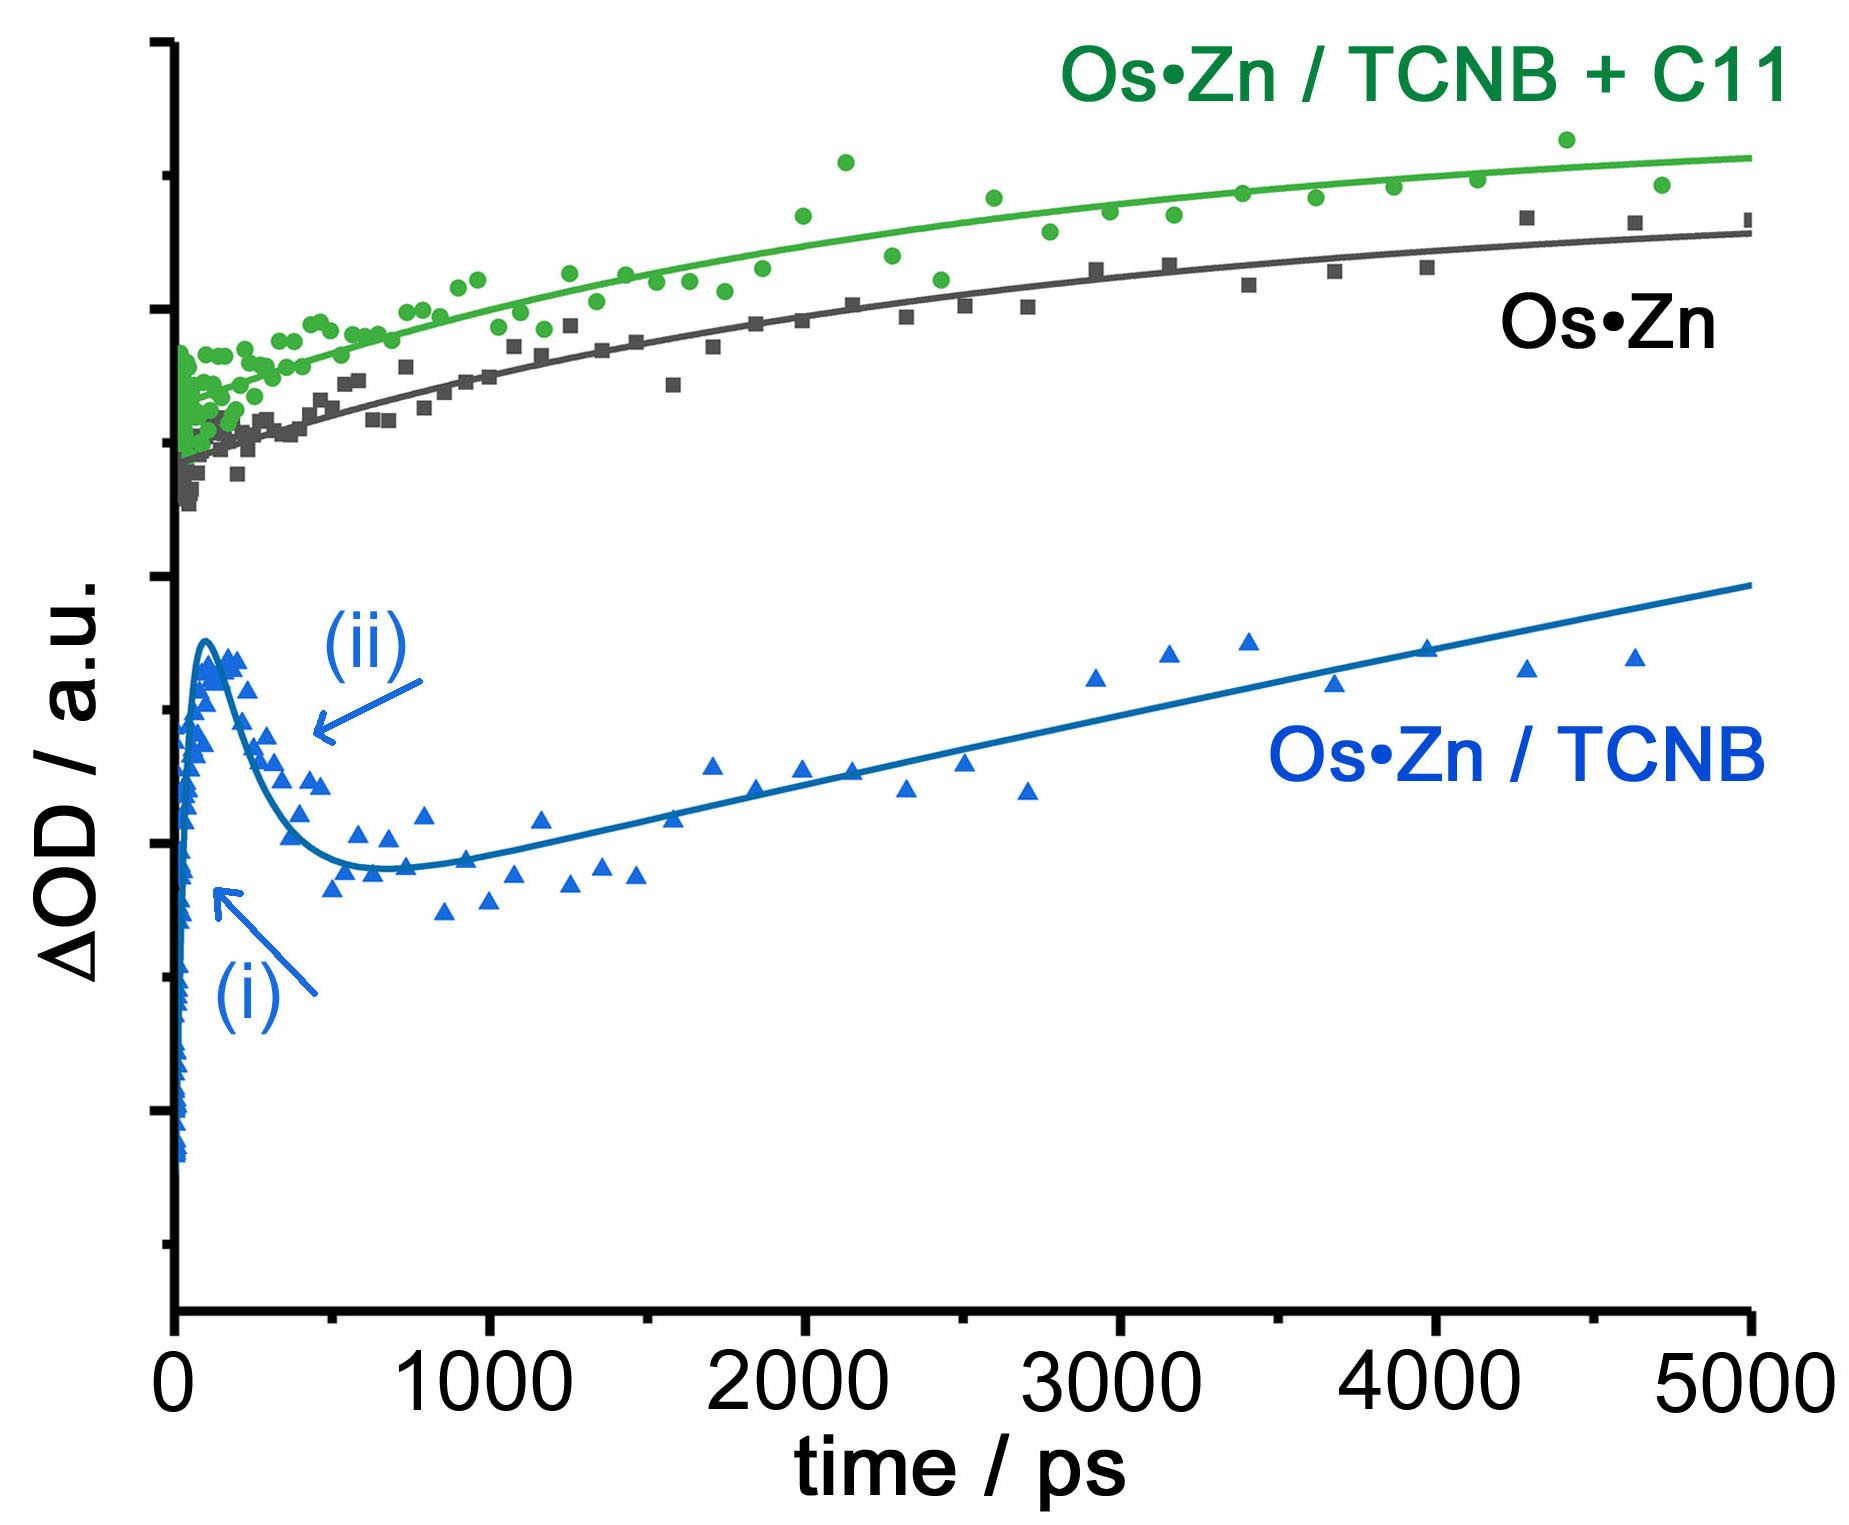 Os•Zn / TCNB + C11
Os•Zn
(ii)
Os•Zn / TCNB
(i)
ΔOD / a.u.
0 1000 2000 3000 4000 5000
time / ps